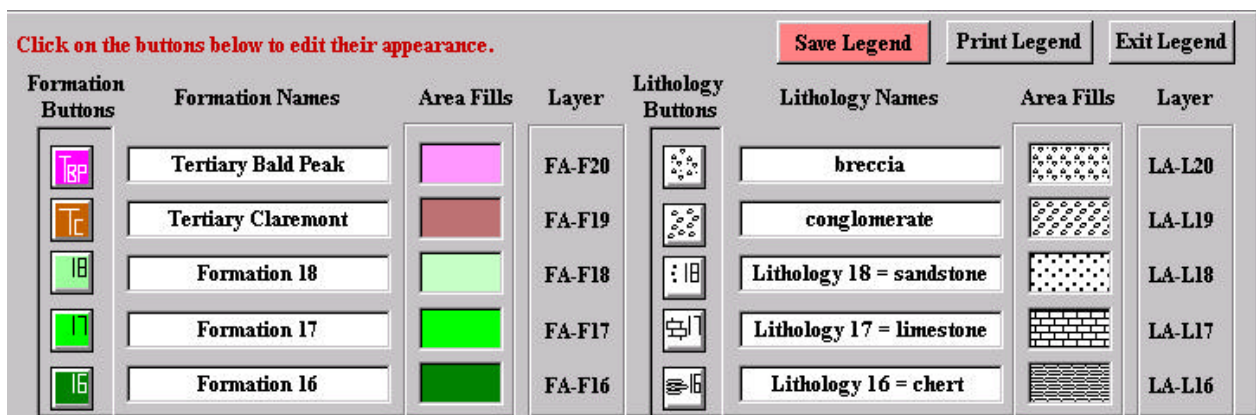 Click on the buttons below to edit their appearance. Save Legend Print Legend Exit Legend
Formation Buttons Formation Names Area Fills Layer Lithology Buttons Lithology Names Area Fills Layer
TBP Tertiary Bald Peak FA-F20 breccia LA-L20
Tc Tertiary Claremont FA-F19 conglomerate LA-L19
18 Formation 18 FA-F18 18 Lithology 18 = sandstone LA-L18
17 Formation 17 FA-F17 17 Lithology 17 = limestone LA-L17
16 Formation 16 FA-F16 16 Lithology 16 = chert LA-L16